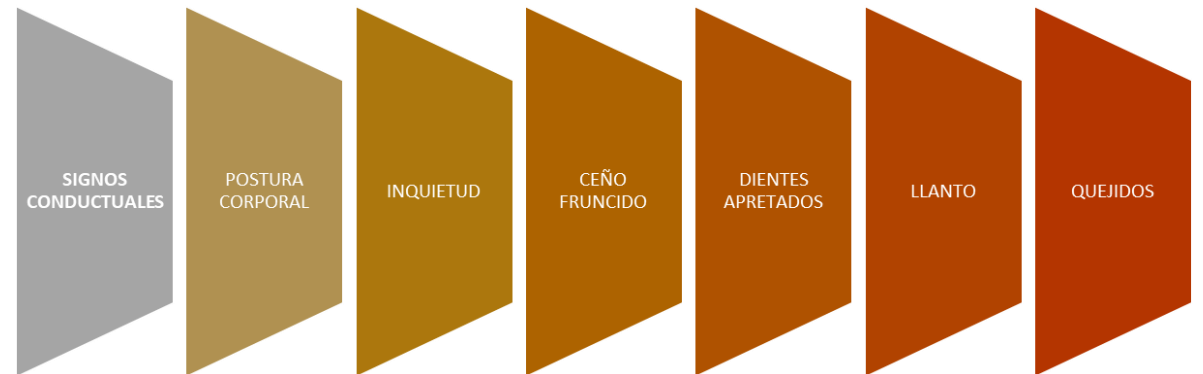 SIGNOS
CONDUCTUALES
POSTURA
CORPORAL
INQUIETUD
CEÑO
FRUNCIDO
DIENTES
APRETADOS
LLANTO
QUEJIDOS